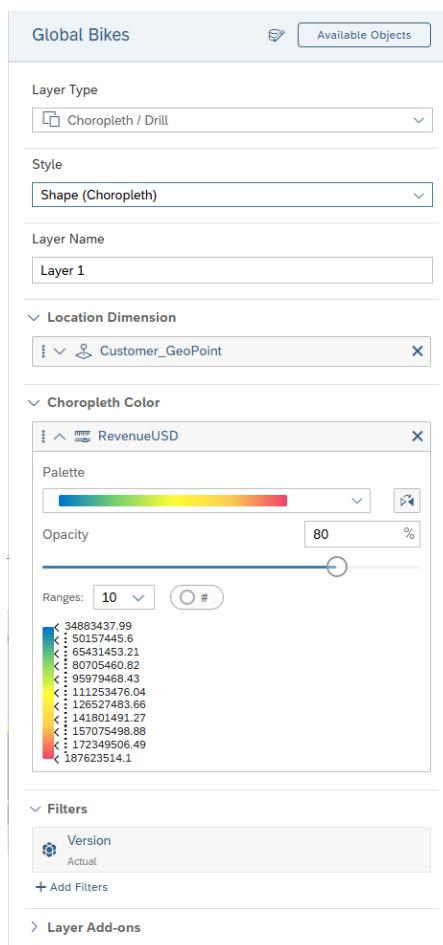 Global Bikes
Available Objects
Layer Type
Choropleth / Drill
Style
Shape (Choropleth)
Layer Name
Layer 1
Location Dimension
Customer_GeoPoint
Choropleth Color
RevenueUSD
Palette
Opacity
80 %
Ranges: 10 #
34883437.99
50157445.6
65431453.21
80705460.82
95979468.43
111253476.04
126527483.66
141801491.27
157075498.88
172349506.49
187623514.1
Filters
Version
Actual
+ Add Filters
Layer Add-ons